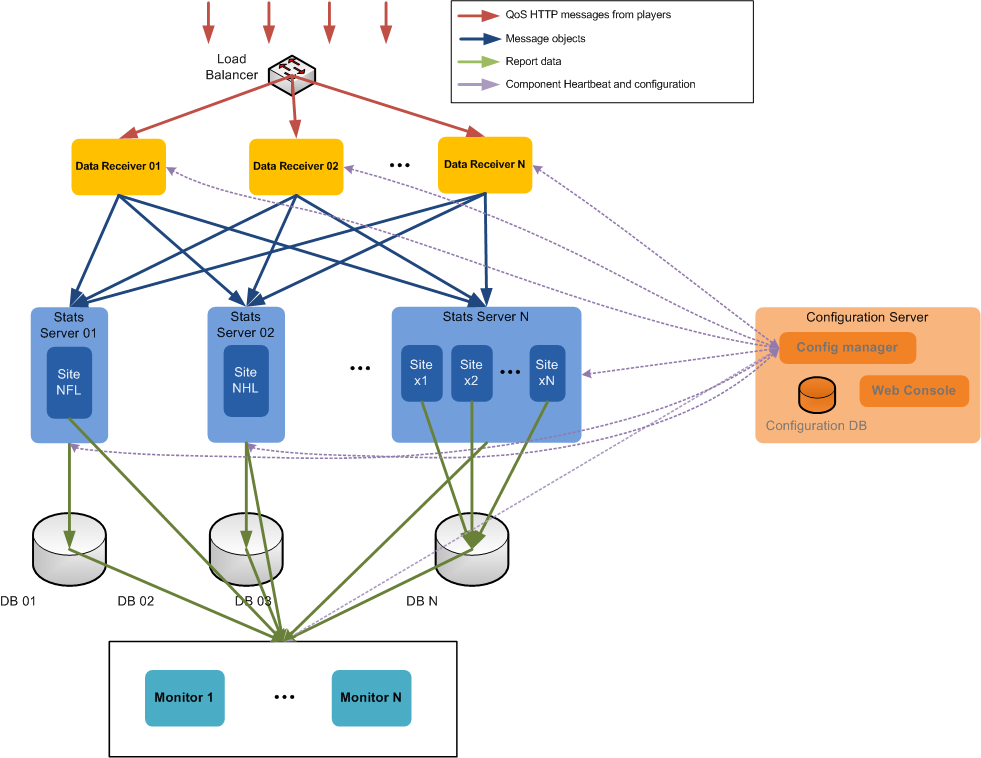 QoS HTTP messages from players
Message objects
Report data
Component Heartbeat and configuration
Load
Balancer
Data Receiver 01
Data Receiver 02
...
Data Receiver N
Stats
Server 01
Site
NFL
Stats
Server 02
Site
NHL
...
Stats Server N
Site
x1
Site
x2
...
Site
xN
Configuration Server
Config manager
Web Console
Configuration DB
DB 01
DB 02
DB 03
DB N
Monitor 1
...
Monitor N